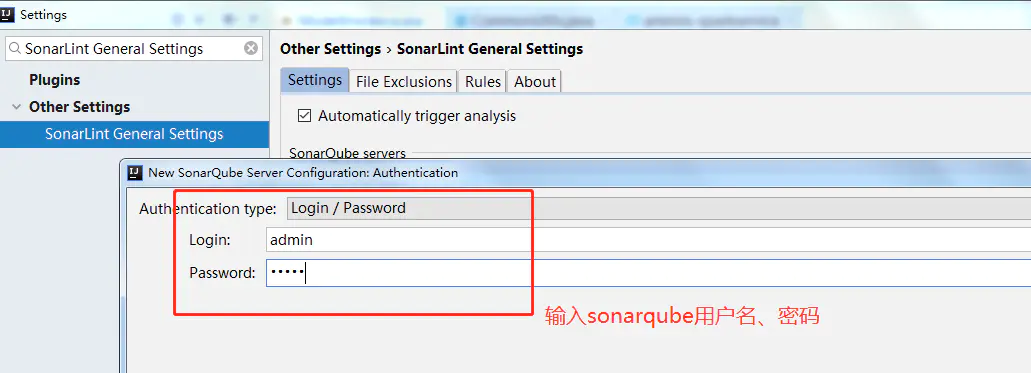 Settings
SonarLint General Settings
Plugins
Other Settings
SonarLint General Settings
Other Settings › SonarLint General Settings
Settings File Exclusions Rules About
Automatically trigger analysis
SonarQube servers
New SonarQube Server Configuration: Authentication
Authentication type: Login / Password
Login: admin
Password: •••••
输入sonarqube用户名、密码